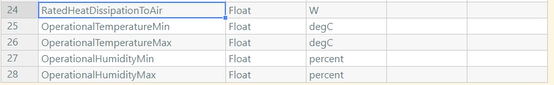 24 RatedHeatDissipationToAir Float W
25 OperationalTemperatureMin Float degC
26 OperationalTemperatureMax Float degC
27 OperationalHumidityMin Float percent
28 OperationalHumidityMax Float percent